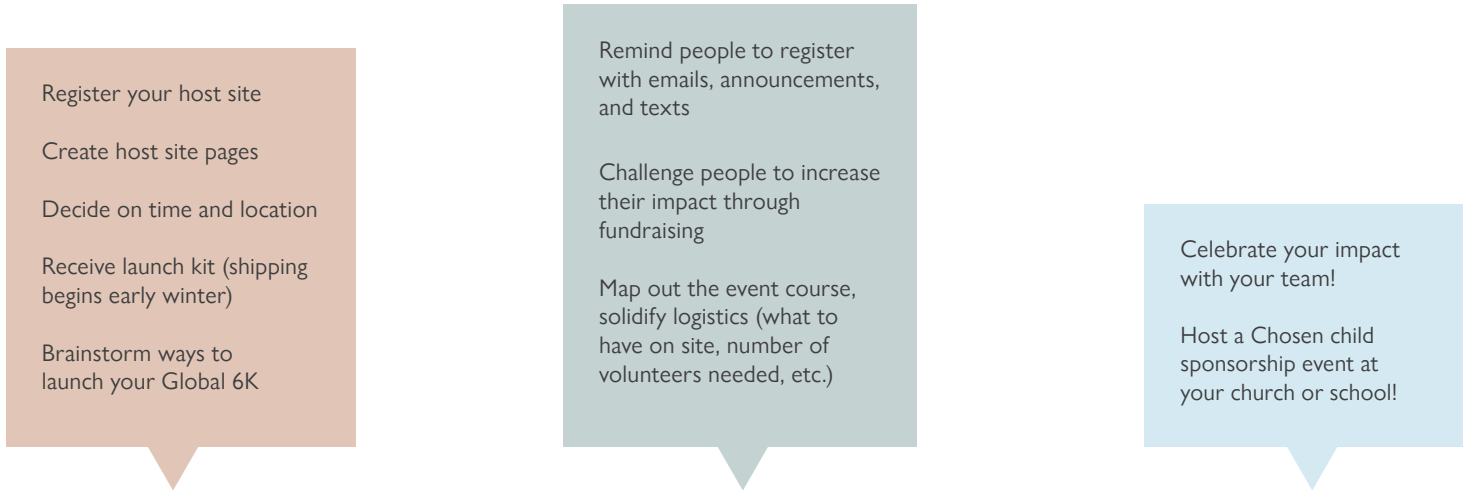 Register your host site
Create host site pages
Decide on time and location
Receive launch kit (shipping
begins early winter)
Brainstorm ways to
launch your Global 6K
Remind people to register
with emails, announcements,
and texts
Challenge people to increase
their impact through
fundraising
Map out the event course,
solidify logistics (what to
have on site, number of
volunteers needed, etc.)
Celebrate your impact
with your team!
Host a Chosen child
sponsorship event at
your church or school!